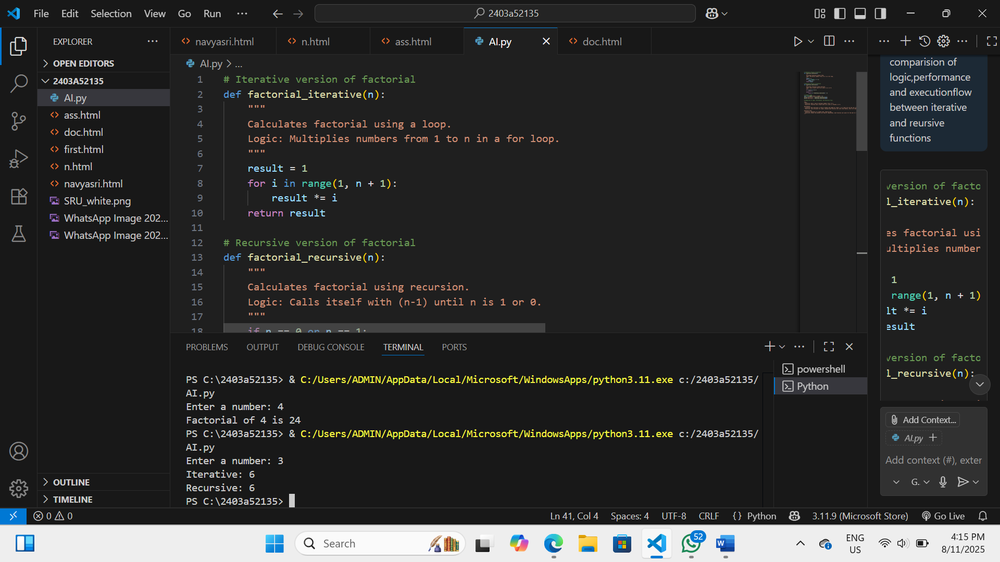 File Edit Selection View Go Run ...
2403a52135
EXPLORER
OPEN EDITORS
2403A52135
AI.py
ass.html
doc.html
first.html
n.html
navyasri.html
SRU_white.png
WhatsApp Image 202...
WhatsApp Image 202...
OUTLINE
TIMELINE
navyasri.html
n.html
ass.html
AI.py
doc.html
AI.py > ...
1 # Iterative version of factorial
2 def factorial_iterative(n):
3 """
4 Calculates factorial using a loop.
5 Logic: Multiplies numbers from 1 to n in a for loop.
6 """
7 result = 1
8 for i in range(1, n + 1):
9 result *= i
10 return result
11
12 # Recursive version of factorial
13 def factorial_recursive(n):
14 """
15 Calculates factorial using recursion.
16 Logic: Calls itself with (n-1) until n is 1 or 0.
17 """
18 if n == 0 or n == 1:
PROBLEMS OUTPUT DEBUG CONSOLE TERMINAL PORTS
PS C:\2403a52135> & C:/Users/ADMIN/AppData/Local/Microsoft/WindowsApps/python3.11.exe c:/2403a52135/
AI.py
Enter a number: 4
Factorial of 4 is 24
PS C:\2403a52135> & C:/Users/ADMIN/AppData/Local/Microsoft/WindowsApps/python3.11.exe c:/2403a52135/
AI.py
Enter a number: 3
Iterative: 6
Recursive: 6
PS C:\2403a52135>
powershell
Python
comparision of
logic,performance
and executionflow
between iterative
and reursive
functions
version of facto
l_iterative(n):
es factorial usi
ultiplies number
1
range(1, n + 1)
lt *= i
esult
version of facto
l_recursive(n):
Add Context...
AI.py
Add context (#), exter
G.
0 0
Ln 41, Col 4 Spaces: 4 UTF-8 CRLF {} Python 3.11.9 (Microsoft Store) Go Live
Search
52
ENG
US
4:15 PM
8/11/2025